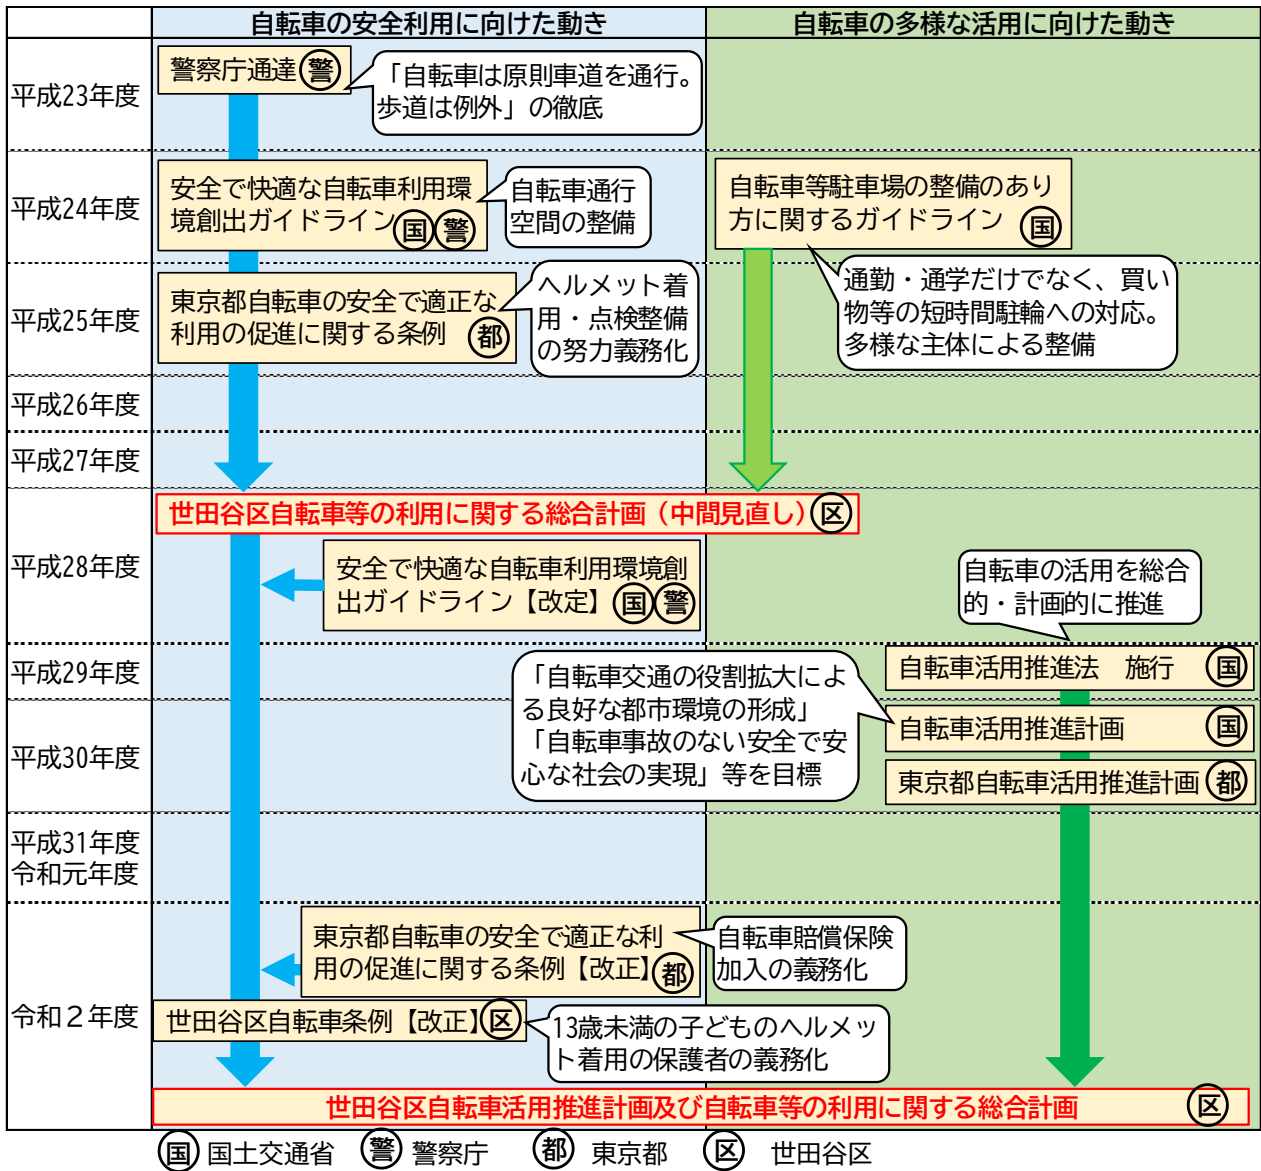 自転車の安全利用に向けた動き
自転車の多様な活用に向けた動き
平成23年度
警察庁通達 警
「自転車は原則車道を通行。
歩道は例外」の徹底
平成24年度
安全で快適な自転車利用環
境創出ガイドライン 国 警
自転車通行
空間の整備
自転車等駐車場の整備のあり
方に関するガイドライン 国
平成25年度
東京都自転車の安全で適正な
利用の促進に関する条例 都
ヘルメット着
用・点検整備
の努力義務化
通勤・通学だけでなく、買い
物等の短時間駐輪への対応。
多様な主体による整備
平成26年度
平成27年度
世田谷区自転車等の利用に関する総合計画（中間見直し） 区
平成28年度
安全で快適な自転車利用環境創
出ガイドライン【改定】 国 警
自転車の活用を総合
的・計画的に推進
平成29年度
自転車活用推進法　施行 国
「自転車交通の役割拡大によ
る良好な都市環境の形成」
「自転車事故のない安全で安
心な社会の実現」等を目標
平成30年度
自転車活用推進計画 国
東京都自転車活用推進計画 都
平成31年度
令和元年度
令和２年度
東京都自転車の安全で適正な利
用の促進に関する条例【改正】 都
自転車賠償保険
加入の義務化
世田谷区自転車条例【改正】 区
13歳未満の子どものヘルメッ
ト着用の保護者の義務化
世田谷区自転車活用推進計画及び自転車等の利用に関する総合計画 区
国 国土交通省 警 警察庁 都 東京都 区 世田谷区